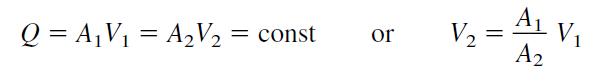 Q = A₁V₁ = A₂V₂ = const or V₂ = A₁/A₂ V₁